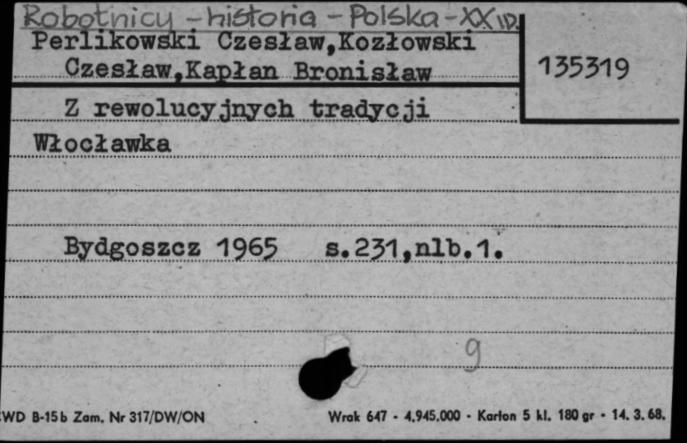 Robotnicy - historia - Polska - XX w.
Perlikowski Czesław,Kozłowski
Czesław,Kapłan Bronisław
135319
Z rewolucyjnych tradycji
Włocławka
Bydgoszcz 1965 s.231,nlb.1.
9
WD B-15b Zam. Nr 317/DW/ON
Wrak 647 - 4.945.000 - Karton 5 kl. 180 gr - 14. 3. 68.